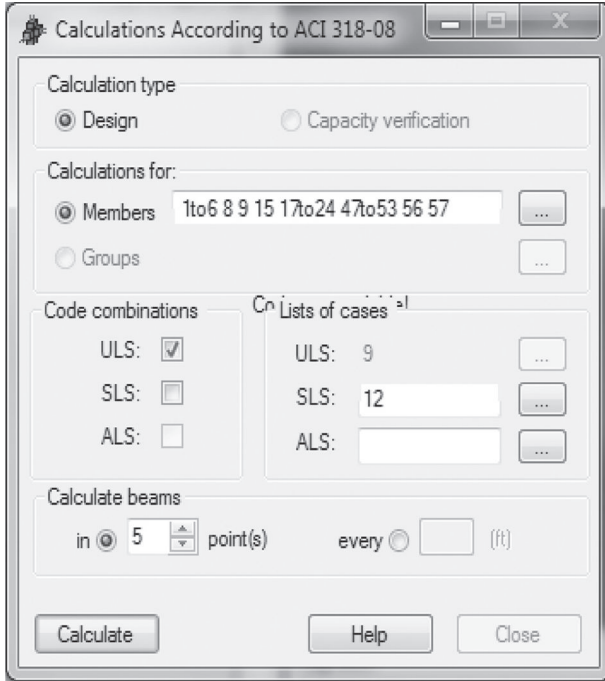 Calculations According to ACI 318-08
Calculation type
Design Capacity verification
Calculations for:
Members 1to6 8 9 15 17to24 47to53 56 57 ...
Groups ...
Code combinations Lists of cases
ULS: ULS: 9 ...
SLS: SLS: 12 ...
ALS: ALS: ...
Calculate beams
in 5 point(s) every (ft)
Calculate Help Close